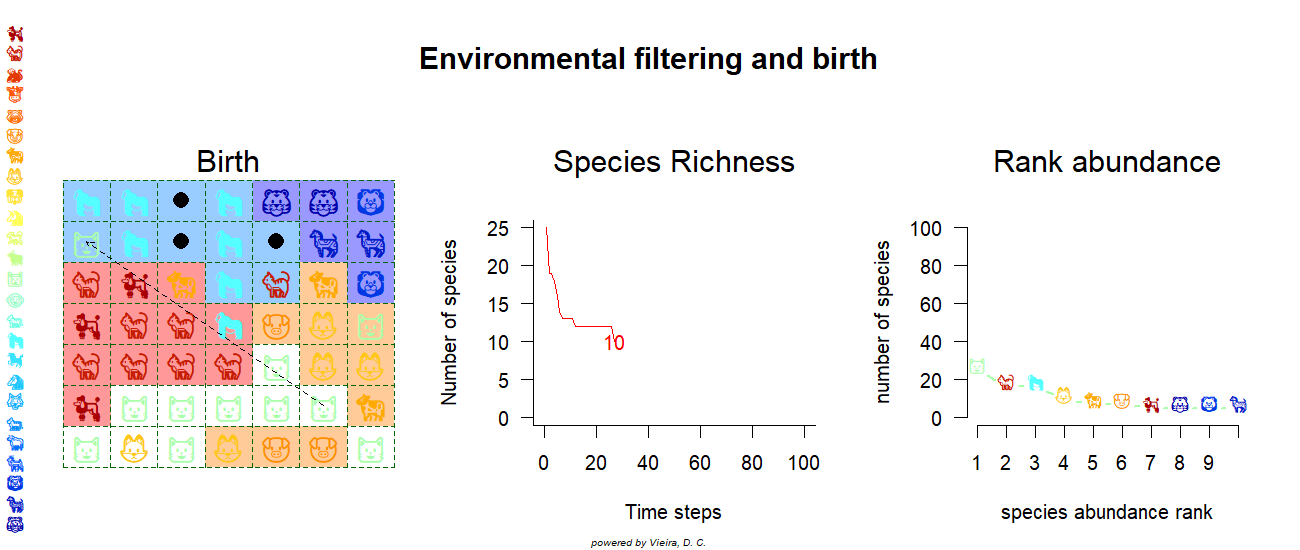 Environmental filtering and birth
Birth
Species Richness
Number of species
25
20
15
10
5
0
10
0 20 40 60 80 100
Time steps
Rank abundance
number of species
100
80
60
40
20
0
1 2 3 4 5 6 7 8 9
species abundance rank
powered by Vieira, D. C.